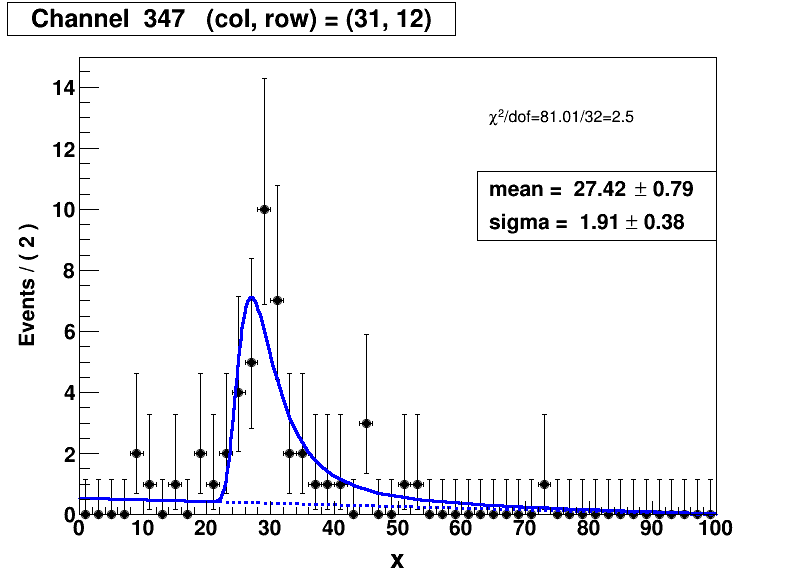 Channel 347 (col, row) = (31, 12)
χ²/dof=81.01/32=2.5
mean = 27.42 ± 0.79
sigma = 1.91 ± 0.38
Events / ( 2 )
14
12
10
8
6
4
2
0
0 10 20 30 40 50 60 70 80 90 100
x